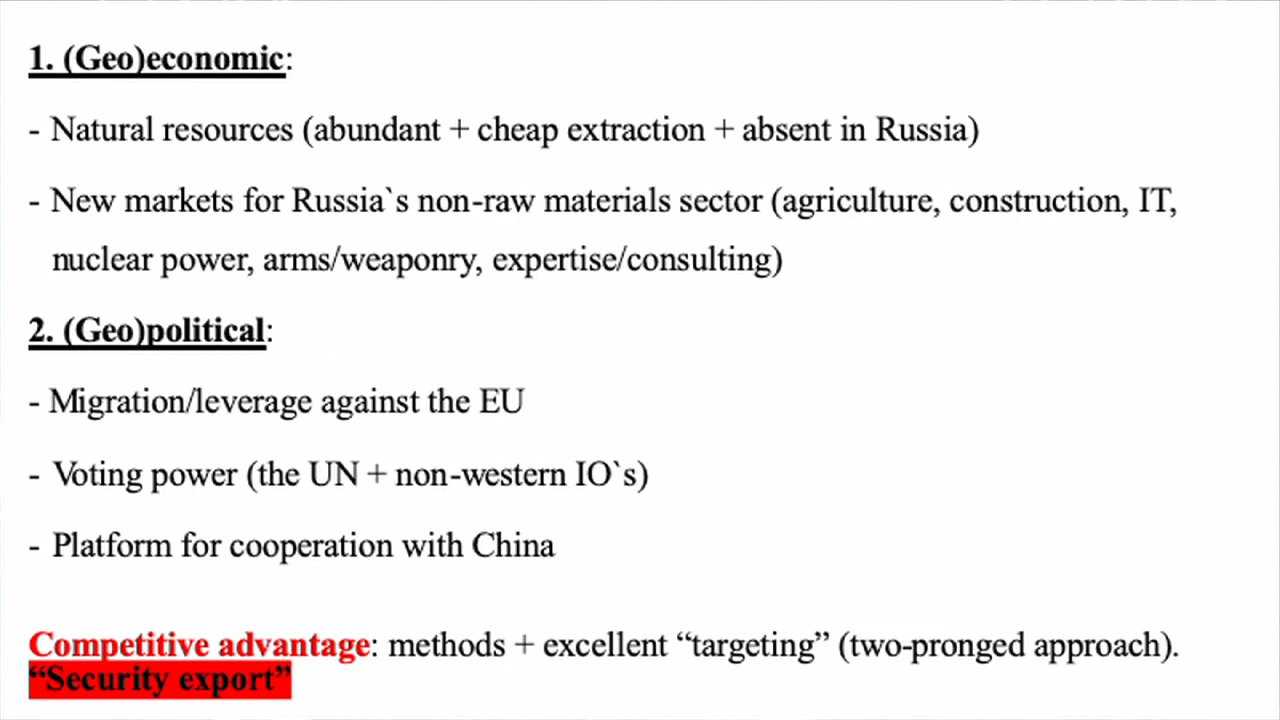 1. (Geo)economic:
- Natural resources (abundant + cheap extraction + absent in Russia)
- New markets for Russia`s non-raw materials sector (agriculture, construction, IT,
nuclear power, arms/weaponry, expertise/consulting)
2. (Geo)political:
- Migration/leverage against the EU
- Voting power (the UN + non-western IO`s)
- Platform for cooperation with China
Competitive advantage: methods + excellent “targeting” (two-pronged approach).
“Security export”